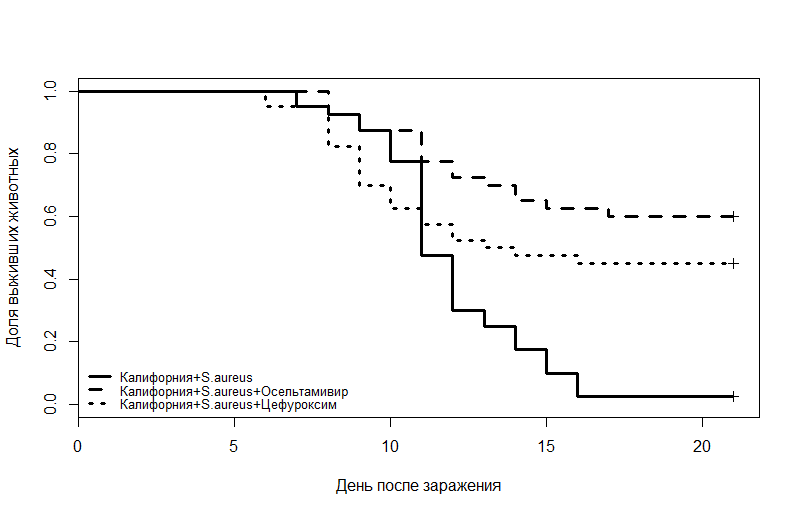 Доля выживших животных
1.0
0.8
0.6
0.4
0.2
0.0
Калифорния+S.aureus
Калифорния+S.aureus+Осельтамивир
Калифорния+S.aureus+Цефуроксим
0 5 10 15 20
День после заражения